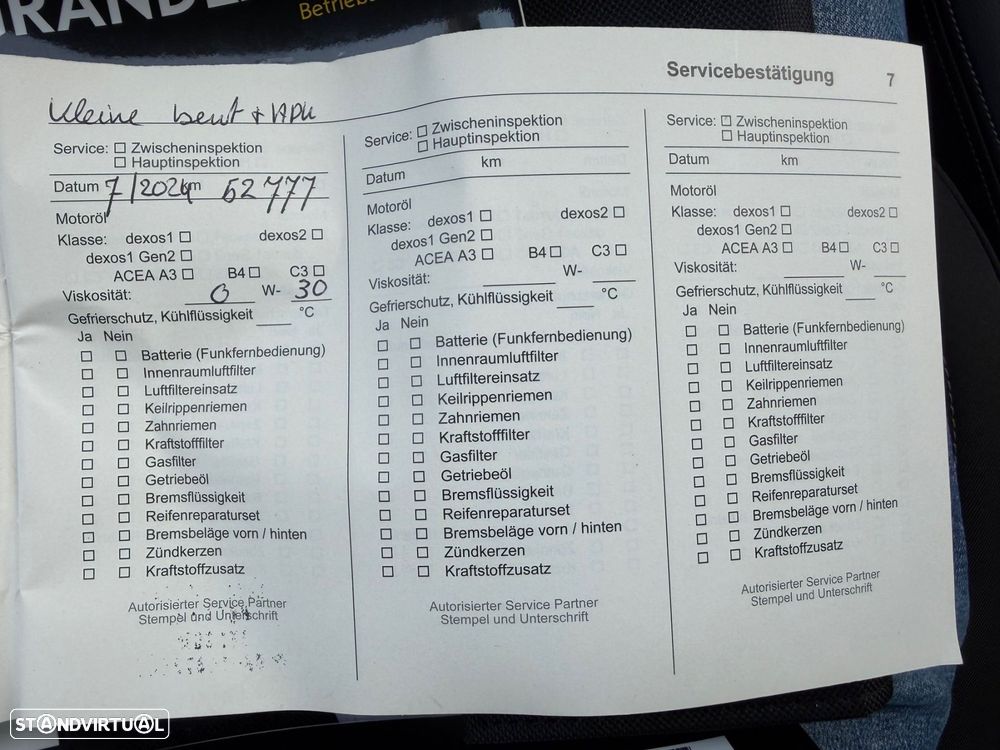 RANDL
Betriebs
Servicebestätigung 7
Kleine beurt + APK
Service: Zwischeninspektion
Hauptinspektion
Datum 7/2024 km 52777
Motoröl
Klasse: dexos1 dexos2
dexos1 Gen2
ACEA A3 B4 C3
Viskosität: 0 W- 30
Gefrierschutz, Kühlflüssigkeit °C
Ja Nein
Batterie (Funkfernbedienung)
Innenraumluftfilter
Luftfiltereinsatz
Keilrippenriemen
Zahnriemen
Kraftstofffilter
Gasfilter
Getriebeöl
Bremsflüssigkeit
Reifenreparaturset
Bremsbeläge vorn / hinten
Zündkerzen
Kraftstoffzusatz
Autorisierter Service Partner
Stempel und Unterschrift
Service: Zwischeninspektion
Hauptinspektion
Datum km
Motoröl
Klasse: dexos1 dexos2
dexos1 Gen2
ACEA A3 B4 C3
Viskosität: W-
Gefrierschutz, Kühlflüssigkeit °C
Ja Nein
Batterie (Funkfernbedienung)
Innenraumluftfilter
Luftfiltereinsatz
Keilrippenriemen
Zahnriemen
Kraftstofffilter
Gasfilter
Getriebeöl
Bremsflüssigkeit
Reifenreparaturset
Bremsbeläge vorn / hinten
Zündkerzen
Kraftstoffzusatz
Autorisierter Service Partner
Stempel und Unterschrift
Service: Zwischeninspektion
Hauptinspektion
Datum km
Motoröl
Klasse: dexos1 dexos2
dexos1 Gen2
ACEA A3 B4 C3
Viskosität: W-
Gefrierschutz, Kühlflüssigkeit °C
Ja Nein
Batterie (Funkfernbedienung)
Innenraumluftfilter
Luftfiltereinsatz
Keilrippenriemen
Zahnriemen
Kraftstofffilter
Gasfilter
Getriebeöl
Bremsflüssigkeit
Reifenreparaturset
Bremsbeläge vorn / hinten
Zündkerzen
Kraftstoffzusatz
Autorisierter Service Partner
Stempel und Unterschrift
STANDVIRTUAL